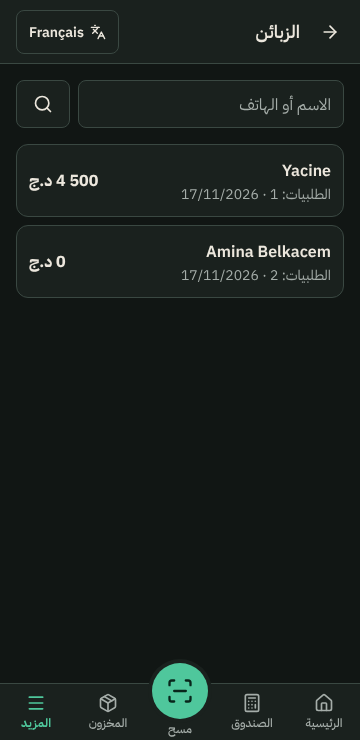 الزبائن
Français
الاسم أو الهاتف
Yacine
الطلبيات: 1 · 17/11/2026
4 500 د.ج
Amina Belkacem
الطلبيات: 2 · 17/11/2026
0 د.ج
الرئيسية
الصندوق
مسح
المخزون
المزيد